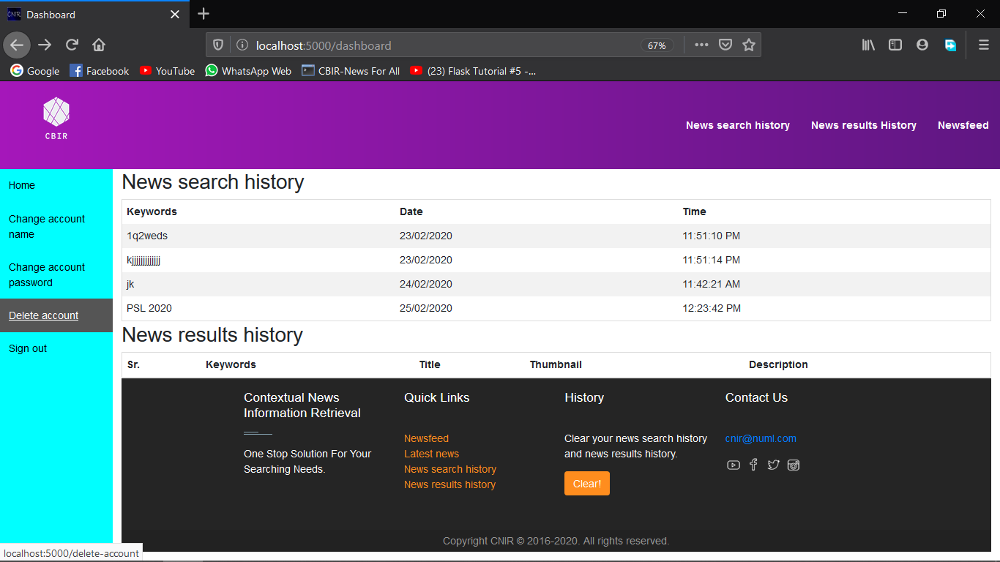 CNIR Dashboard
localhost:5000/dashboard 67%
Google Facebook YouTube WhatsApp Web CBIR-News For All (23) Flask Tutorial #5 -...
CBIR
News search history News results History Newsfeed
Home
Change account
name
Change account
password
Delete account
Sign out
News search history
Keywords Date Time
1q2weds 23/02/2020 11:51:10 PM
kjjjjjjjjjjjjj 23/02/2020 11:51:14 PM
jk 24/02/2020 11:42:21 AM
PSL 2020 25/02/2020 12:23:42 PM
News results history
Sr. Keywords Title Thumbnail Description
Contextual News
Information Retrieval
One Stop Solution For Your
Searching Needs.
Quick Links
Newsfeed
Latest news
News search history
News results history
History
Clear your news search history
and news results history.
Clear!
Contact Us
cnir@numl.com
Copyright CNIR © 2016-2020. All rights reserved.
localhost:5000/delete-account